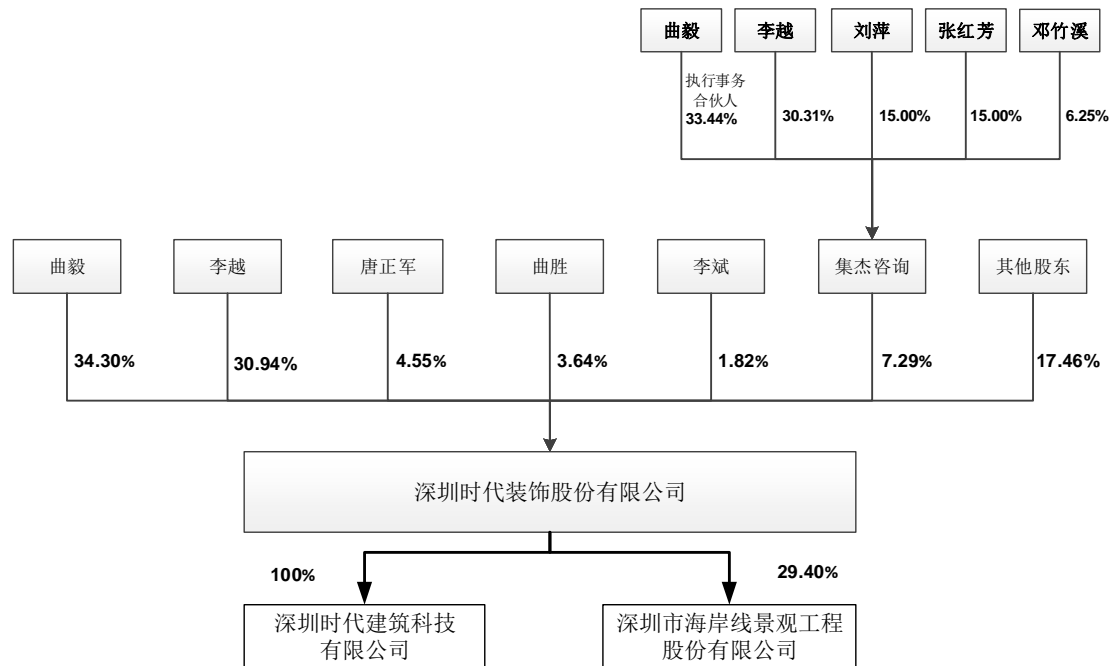 曲毅
李越
刘萍
张红芳
邓竹溪
执行事务
合伙人
33.44%
30.31%
15.00%
15.00%
6.25%
曲毅
李越
唐正军
曲胜
李斌
集杰咨询
其他股东
34.30%
30.94%
4.55%
3.64%
1.82%
7.29%
17.46%
深圳时代装饰股份有限公司
100%
29.40%
深圳时代建筑科技
有限公司
深圳市海岸线景观工程
股份有限公司